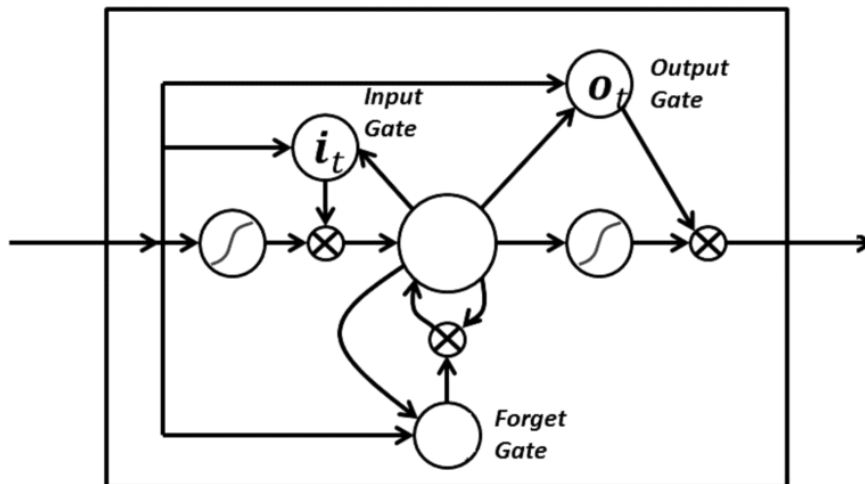 Input
Gate
i_t
o_t
Output
Gate
Forget
Gate